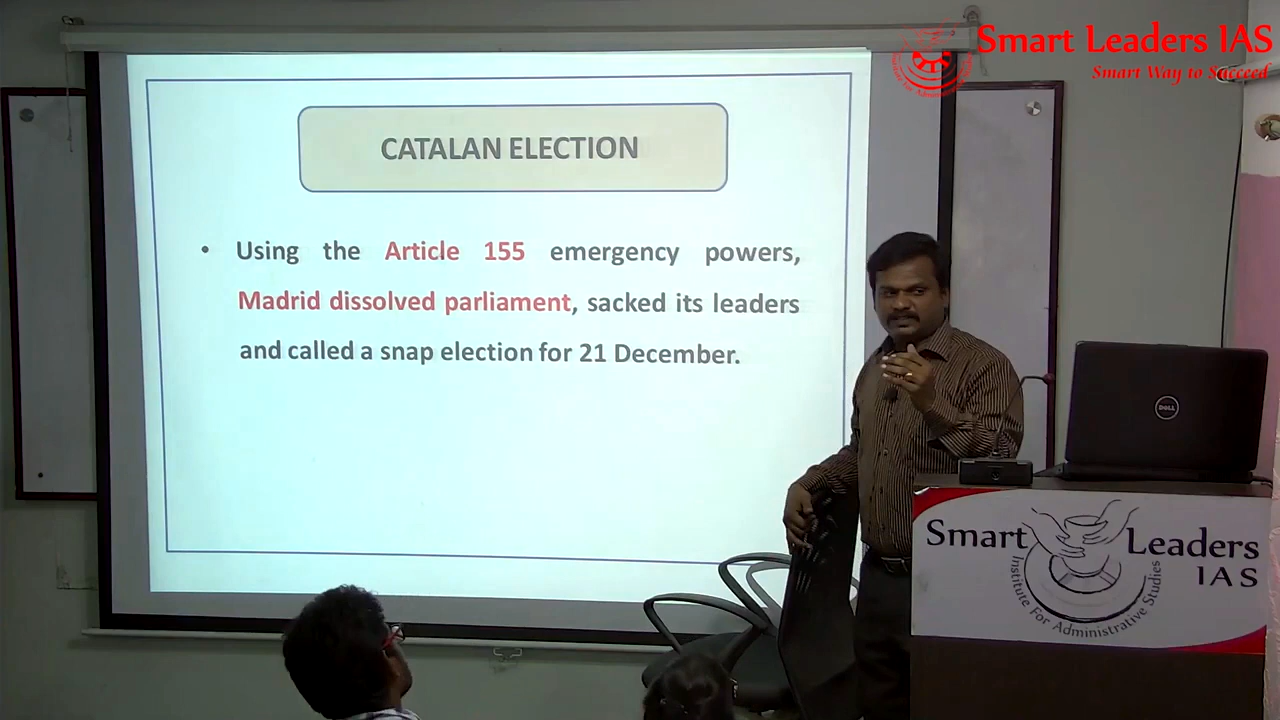 Smart Leaders IAS
Smart Way to Succeed
CATALAN ELECTION
• Using the Article 155 emergency powers,
Madrid dissolved parliament, sacked its leaders
and called a snap election for 21 December.
DELL
Smart Leaders
IAS
Institute For Administrative Studies